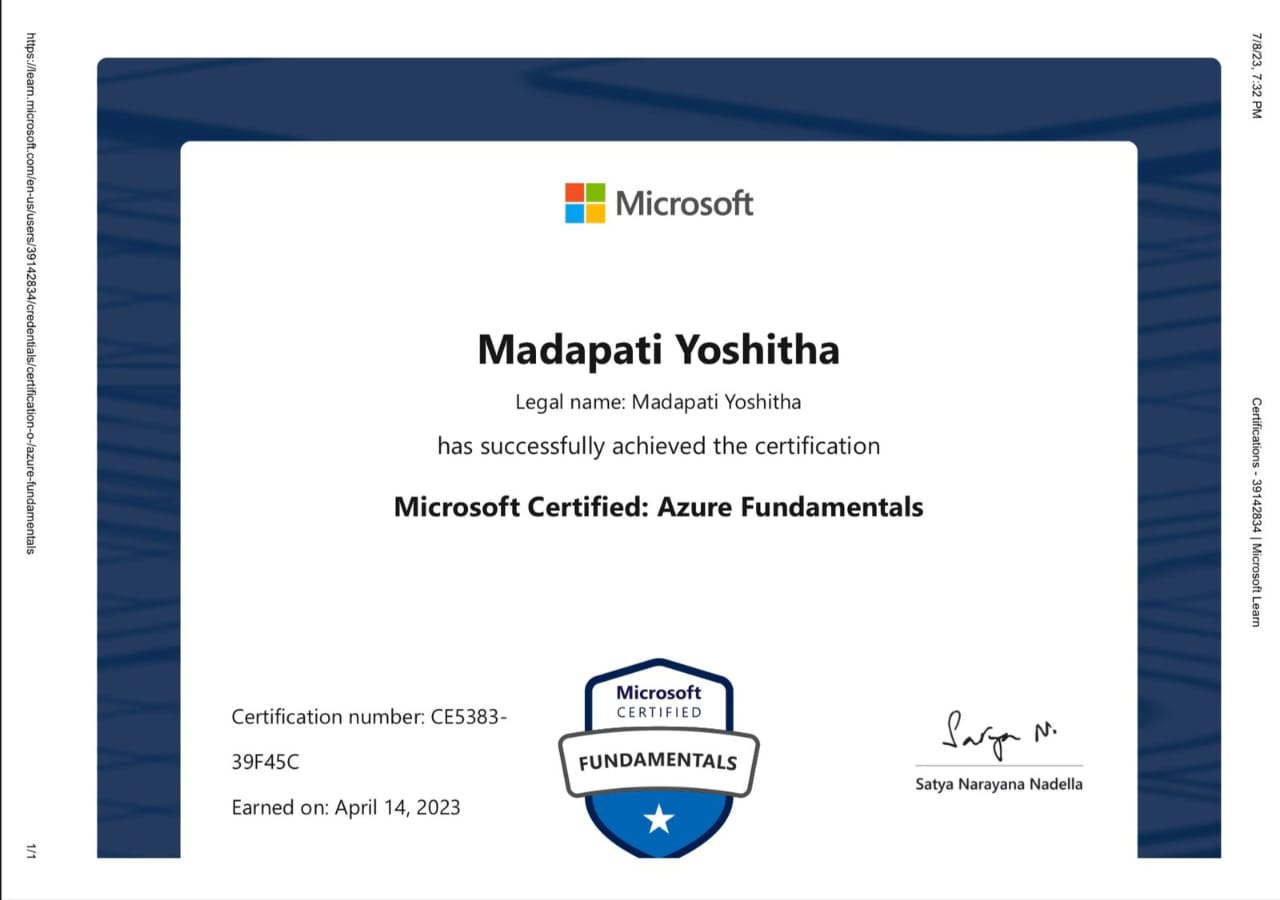 7/8/23, 7:32 PM
Certifications - 39142834 | Microsoft Learn
Microsoft
Madapati Yoshitha
Legal name: Madapati Yoshitha
has successfully achieved the certification
Microsoft Certified: Azure Fundamentals
Certification number: CE5383-
39F45C
Earned on: April 14, 2023
Microsoft
CERTIFIED
FUNDAMENTALS
Satya N.
Satya Narayana Nadella
https://learn.microsoft.com/en-us/users/39142834/credentials/certification-o-/azure-fundamentals
1/1